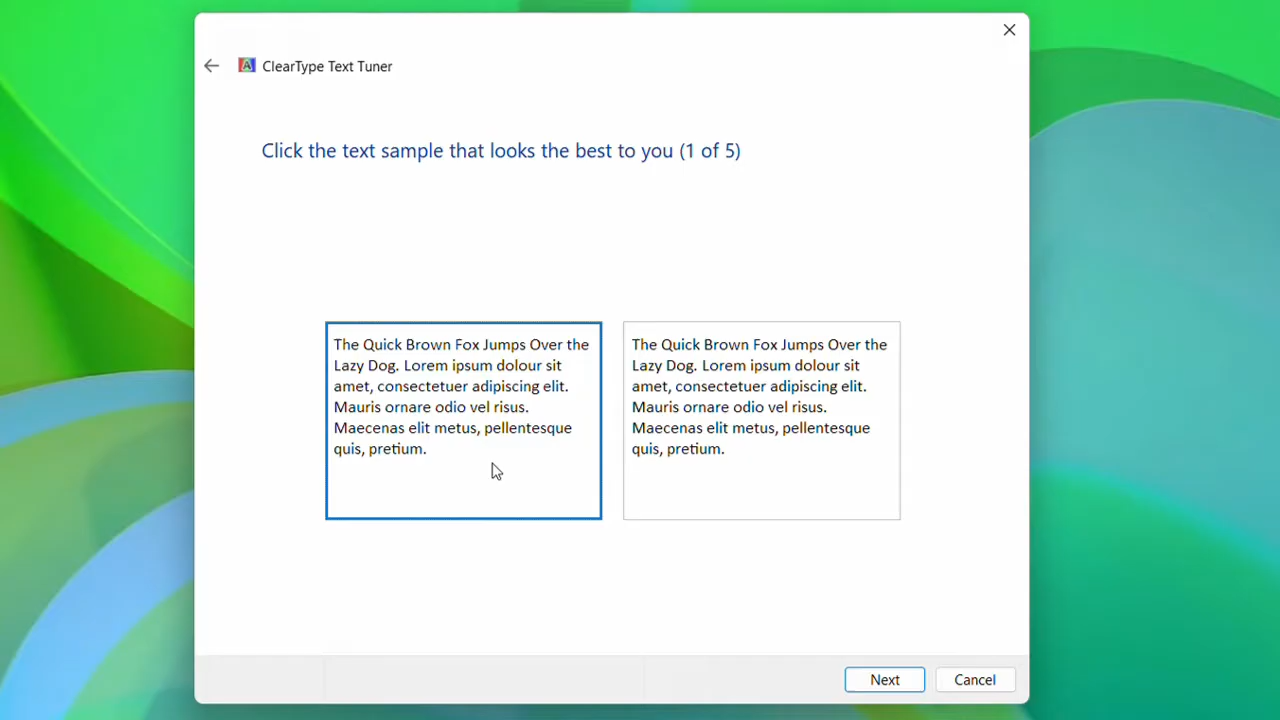 ClearType Text Tuner
Click the text sample that looks the best to you (1 of 5)
The Quick Brown Fox Jumps Over the
Lazy Dog. Lorem ipsum dolour sit
amet, consectetuer adipiscing elit.
Mauris ornare odio vel risus.
Maecenas elit metus, pellentesque
quis, pretium.
The Quick Brown Fox Jumps Over the
Lazy Dog. Lorem ipsum dolour sit
amet, consectetuer adipiscing elit.
Mauris ornare odio vel risus.
Maecenas elit metus, pellentesque
quis, pretium.
Next
Cancel